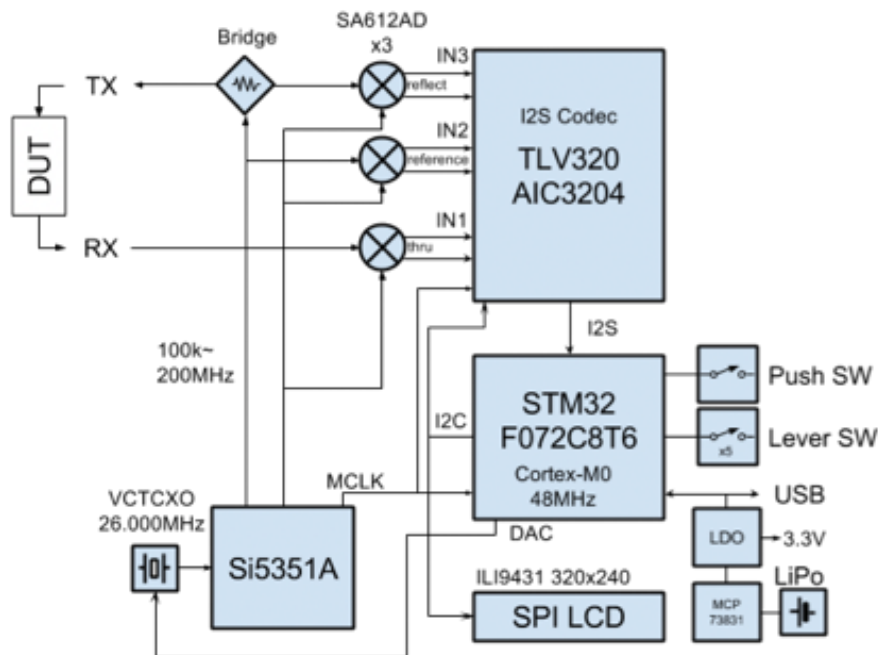 SA612AD
x3
Bridge
IN3
TX
reflect
I2S Codec
TLV320
AIC3204
IN2
reference
DUT
IN1
RX
thru
I2S
100k~
200MHz
Push SW
STM32
F072C8T6
I2C
Lever SW
x5
Cortex-M0
48MHz
MCLK
USB
VCTCXO
26.000MHz
DAC
LDO
3.3V
Si5351A
ILI9431 320x240
LiPo
SPI LCD
MCP
73831